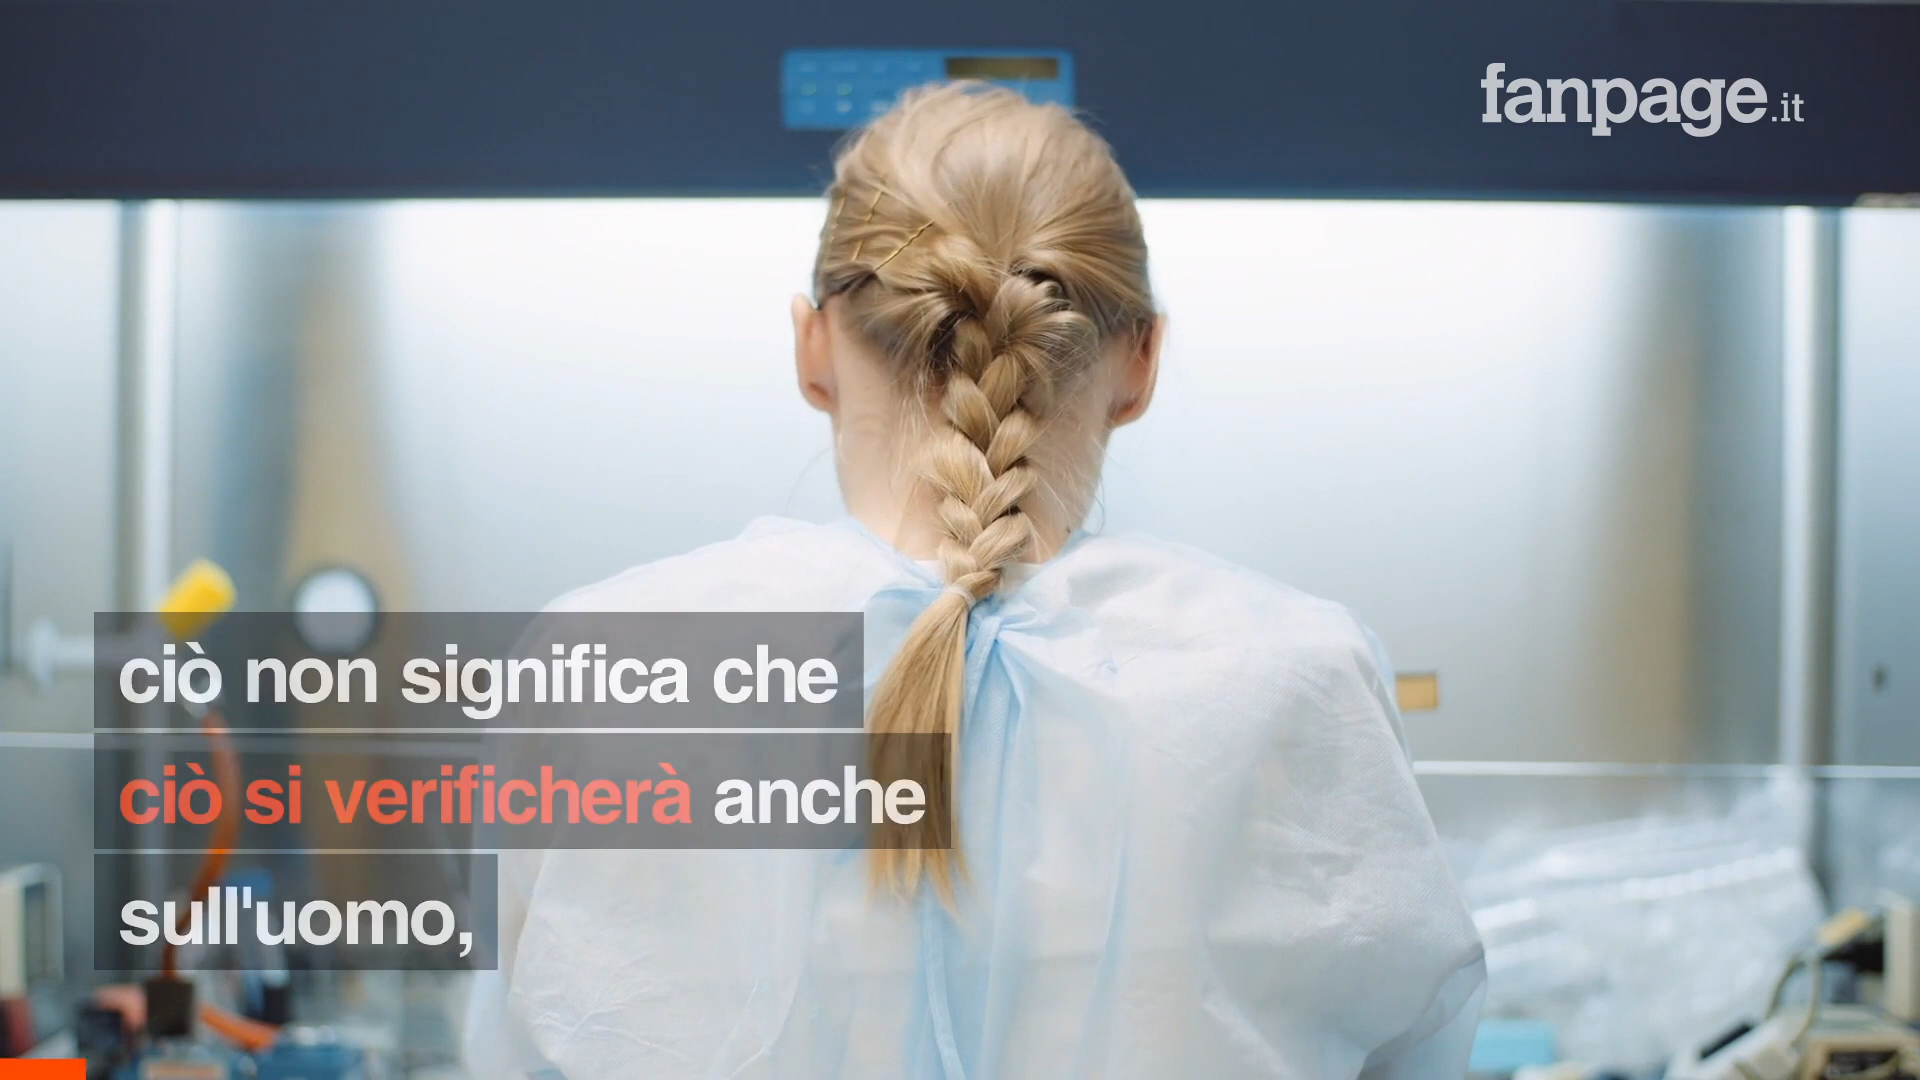 fanpage.it
ciò non significa che
ciò si verificherà anche
sull'uomo,